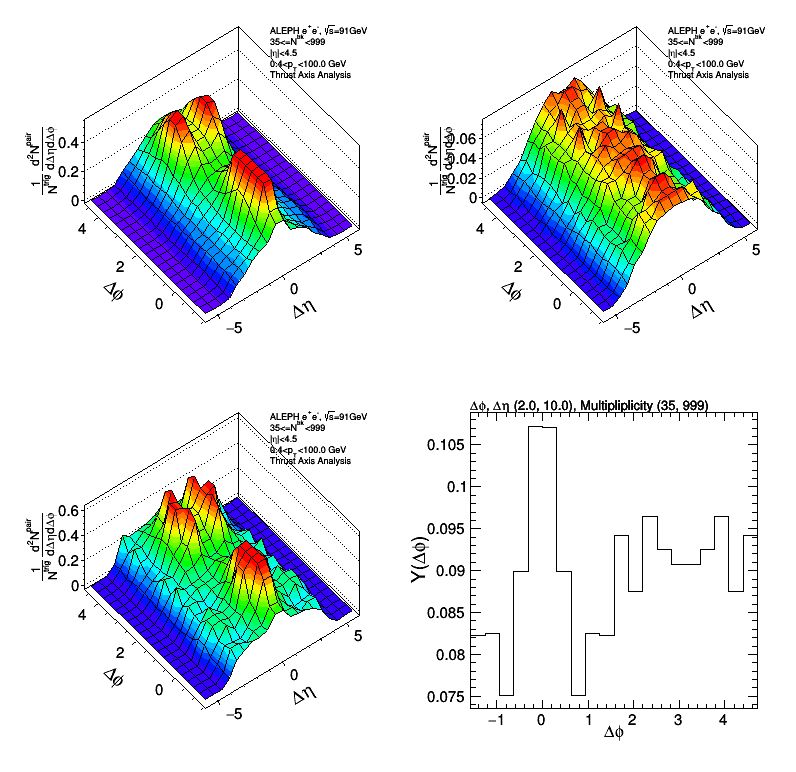 ALEPH e+e-, √s=91GeV
35<=N^trk<999
|η|<4.5
0.4<p_T<100.0 GeV
Thrust Axis Analysis
1/N^trig d²N^pair/dΔηdΔφ
0.4
0.2
0
4
2
0
Δφ
−5
0
5
Δη
ALEPH e+e-, √s=91GeV
35<=N^trk<999
|η|<4.5
0.4<p_T<100.0 GeV
Thrust Axis Analysis
1/N^trig d²N^pair/dΔηdΔφ
0.06
0.04
0.02
0
4
2
0
Δφ
−5
0
5
Δη
ALEPH e+e-, √s=91GeV
35<=N^trk<999
|η|<4.5
0.4<p_T<100.0 GeV
Thrust Axis Analysis
1/N^trig d²N^pair/dΔηdΔφ
0.6
0.4
0.2
0
4
2
0
Δφ
−5
0
5
Δη
Δφ, Δη (2.0, 10.0), Multipliplicity (35, 999)
Y(Δφ)
0.105
0.1
0.095
0.09
0.085
0.08
0.075
−1
0
1
2
3
4
Δφ